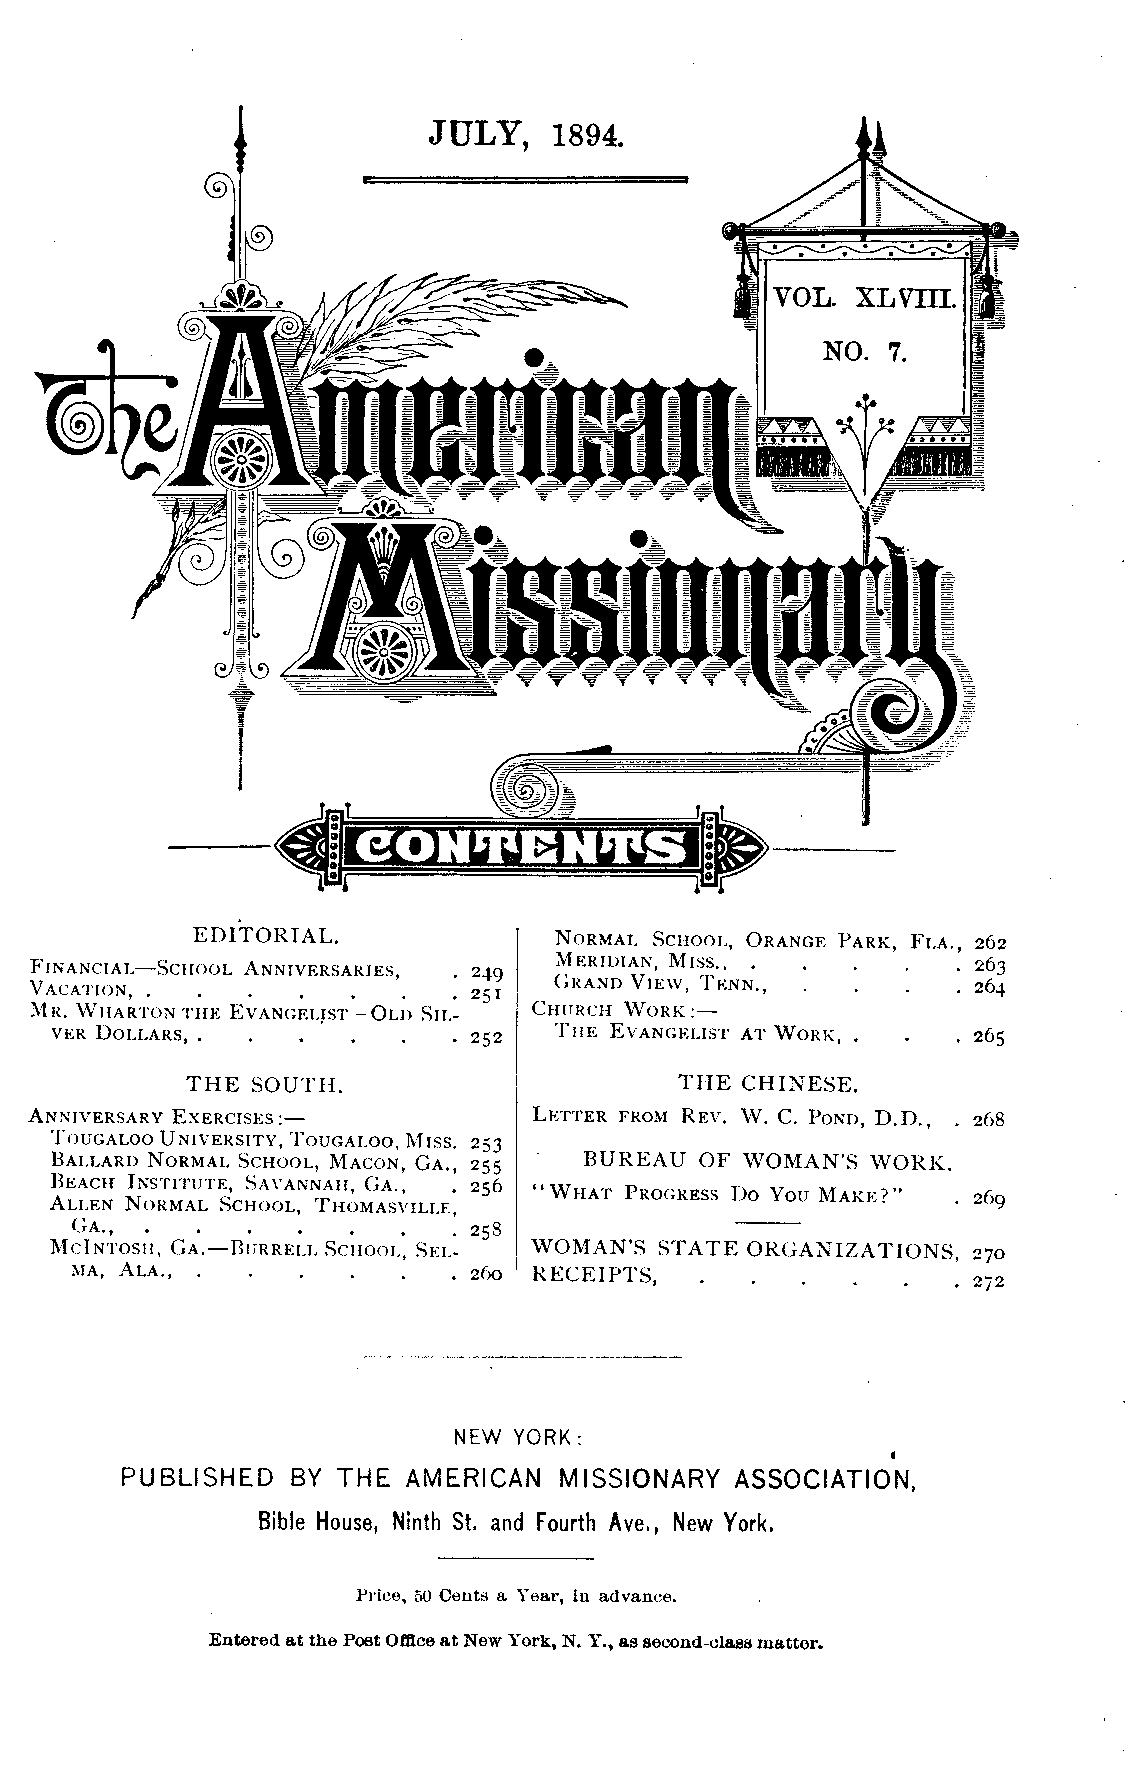 JULY, 1894.
VOL. XLVIII.
NO. 7.
The American
Missionary
CONTENTS
EDITORIAL.
FINANCIAL—SCHOOL ANNIVERSARIES, . 249
VACATION, . . . . . . . 251
MR. WHARTON THE EVANGELIST – OLD SIL-
VER DOLLARS, . . . . . . 252
THE SOUTH.
ANNIVERSARY EXERCISES:—
TOUGALOO UNIVERSITY, TOUGALOO, MISS. 253
BALLARD NORMAL SCHOOL, MACON, GA., 255
BEACH INSTITUTE, SAVANNAH, GA., . 256
ALLEN NORMAL SCHOOL, THOMASVILLE,
GA., . . . . . . . 258
MCINTOSH, GA.—BURRELL SCHOOL, SEL-
MA, ALA., . . . . . . 260
NORMAL SCHOOL, ORANGE PARK, FLA., 262
MERIDIAN, MISS., . . . . . 263
GRAND VIEW, TENN., . . . . 264
CHURCH WORK:—
THE EVANGELIST AT WORK, . . . 265
THE CHINESE.
LETTER FROM REV. W. C. POND, D.D., . 268
BUREAU OF WOMAN'S WORK.
"WHAT PROGRESS DO YOU MAKE?" . 269
WOMAN'S STATE ORGANIZATIONS, 270
RECEIPTS, . . . . . . 272
NEW YORK:
PUBLISHED BY THE AMERICAN MISSIONARY ASSOCIATION,
Bible House, Ninth St. and Fourth Ave., New York.
Price, 50 Cents a Year, in advance.
Entered at the Post Office at New York, N. Y., as second-class matter.